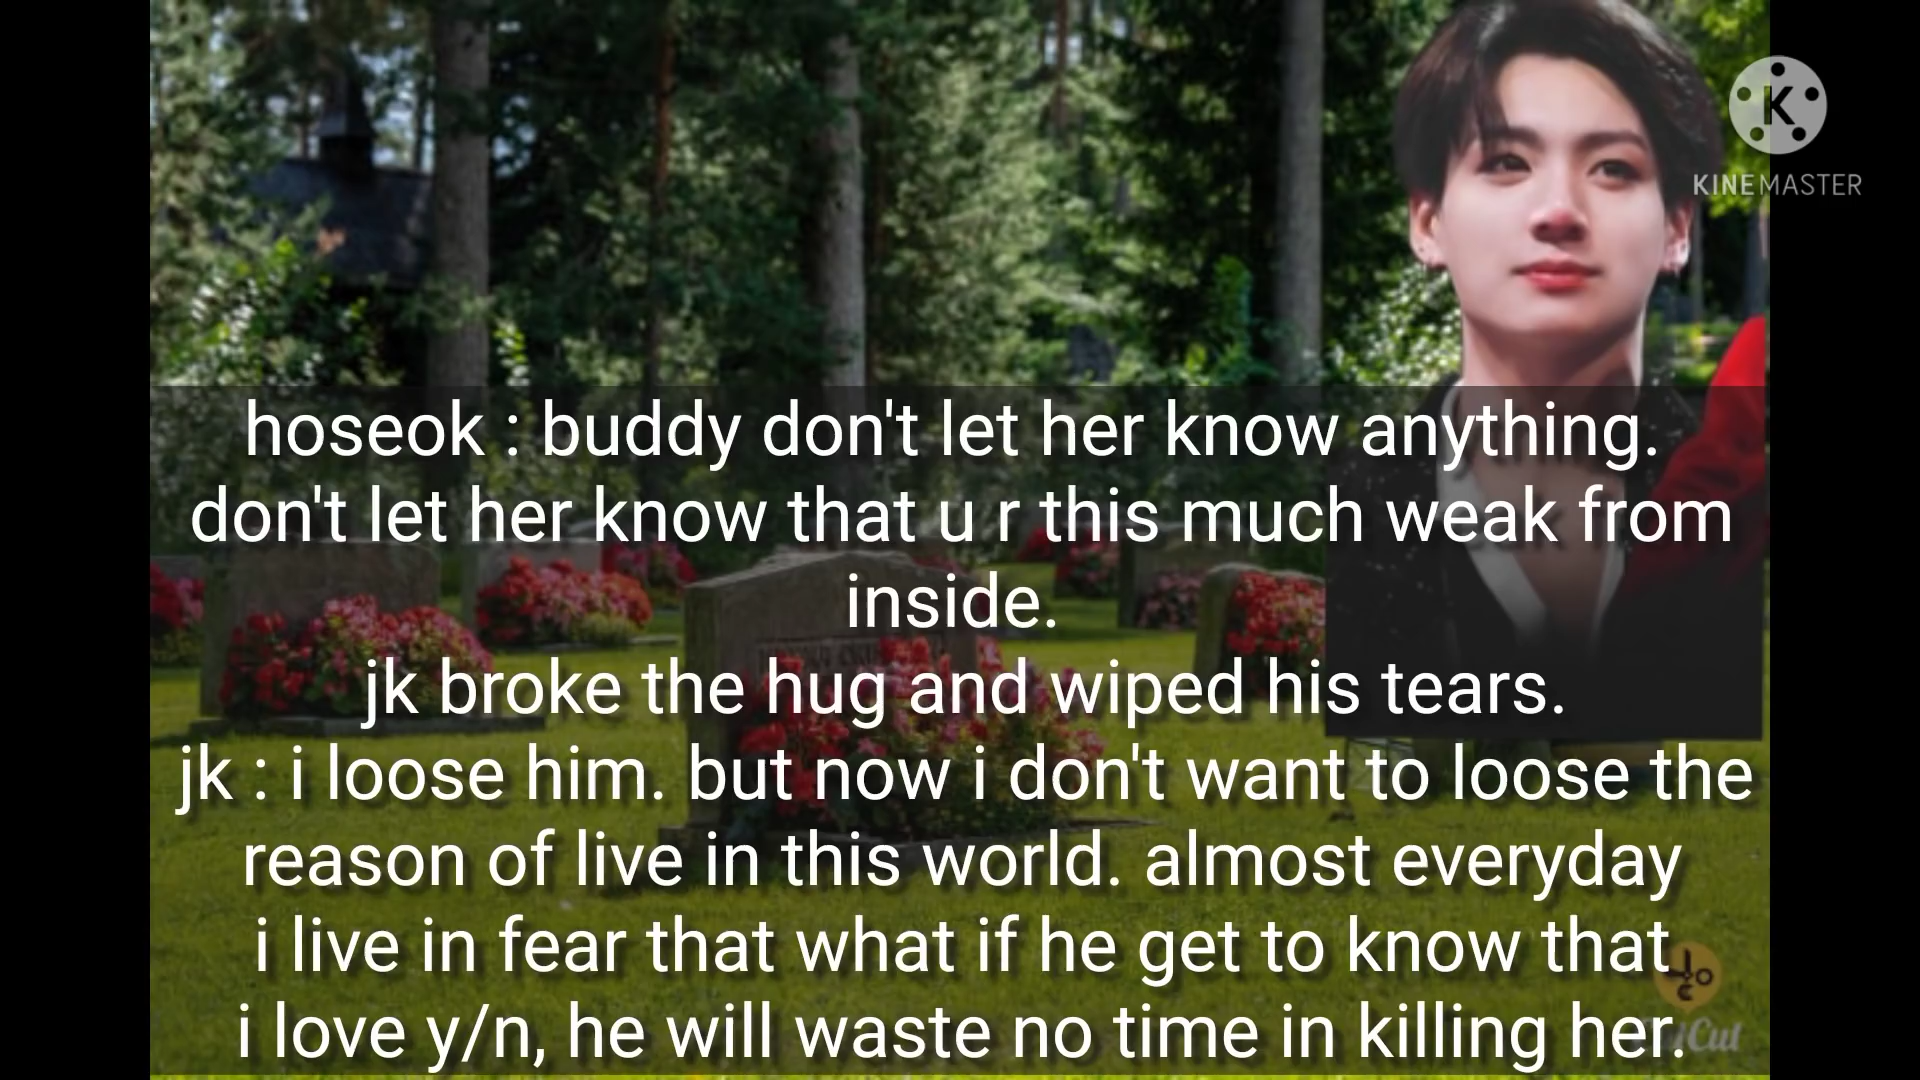 KINEMASTER
hoseok : buddy don't let her know anything.
don't let her know that u r this much weak from
inside.
jk broke the hug and wiped his tears.
jk : i loose him. but now i don't want to loose the
reason of live in this world. almost everyday
i live in fear that what if he get to know that
i love y/n, he will waste no time in killing her.